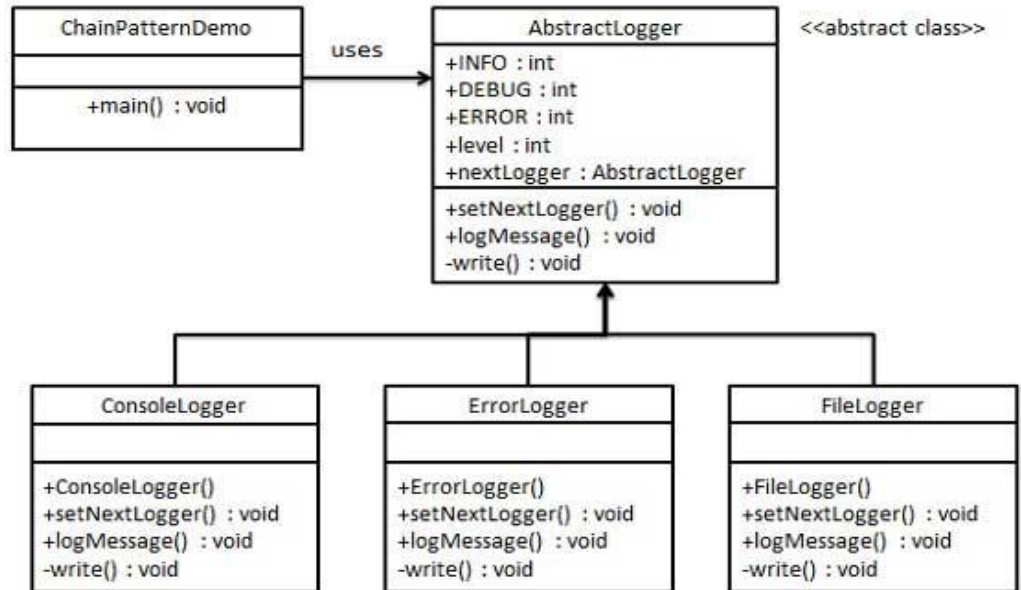 ChainPatternDemo
+main() : void
uses
AbstractLogger
+INFO : int
+DEBUG : int
+ERROR : int
+level : int
+nextLogger : AbstractLogger
+setNextLogger() : void
+logMessage() : void
-write() : void
<<abstract class>>
ConsoleLogger
+ConsoleLogger()
+setNextLogger() : void
+logMessage() : void
-write() : void
ErrorLogger
+ErrorLogger()
+setNextLogger() : void
+logMessage() : void
-write() : void
FileLogger
+FileLogger()
+setNextLogger() : void
+logMessage() : void
-write() : void